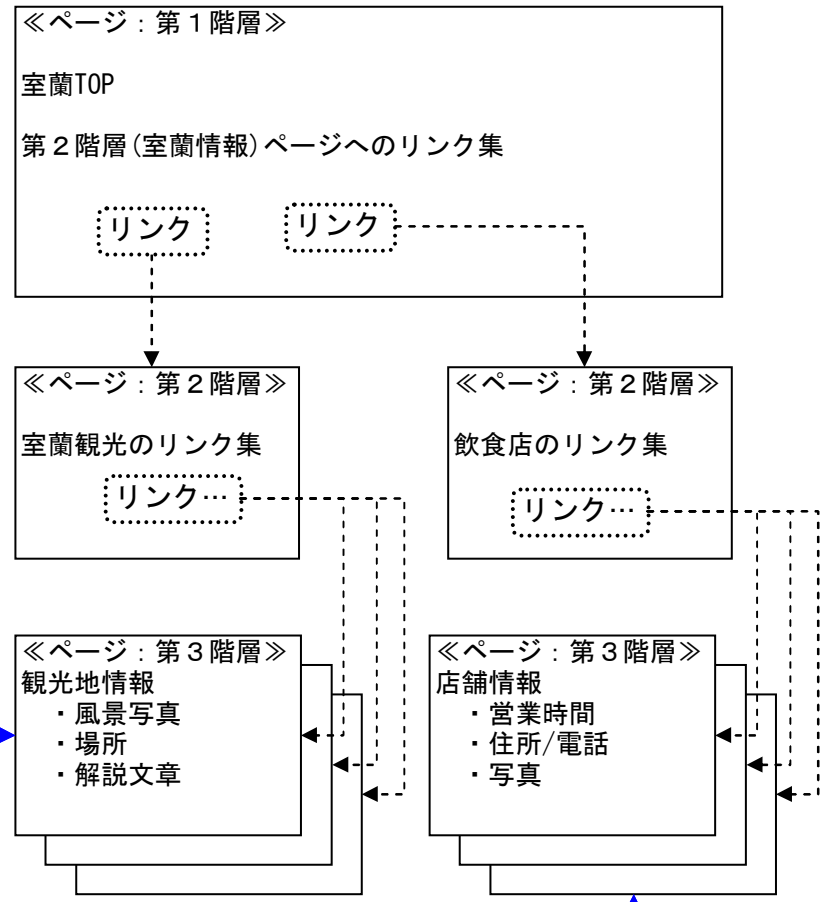 ≪ページ：第１階層≫
室蘭TOP
第２階層(室蘭情報)ページへのリンク集
リンク
リンク
≪ページ：第２階層≫
室蘭観光のリンク集
リンク…
≪ページ：第２階層≫
飲食店のリンク集
リンク…
≪ページ：第３階層≫
観光地情報
・風景写真
・場所
・解説文章
≪ページ：第３階層≫
店舗情報
・営業時間
・住所/電話
・写真